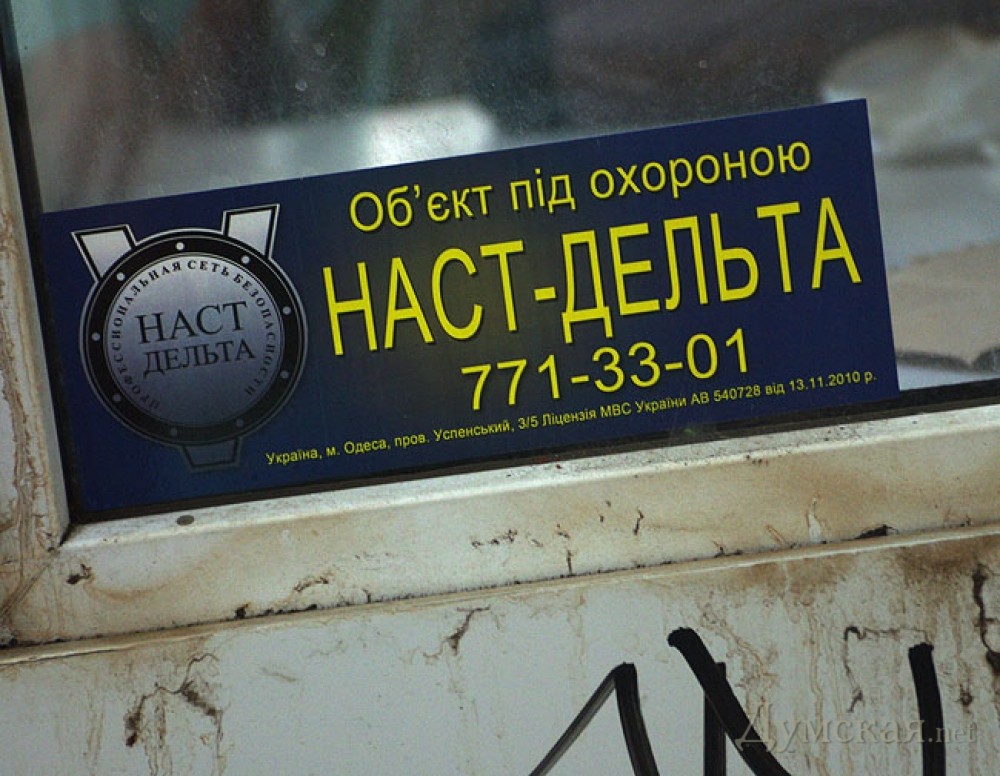 Об’єкт під охороною
НАСТ-ДЕЛЬТА
771-33-01
Україна, м. Одеса, пров. Успенський, 3/5 Ліцензія МВС України АВ 540728 від 13.11.2010 р.
ПРОФЕССИОНАЛЬНАЯ СЕТЬ БЕЗОПАСНОСТИ
НАСТ
ДЕЛЬТА
Думская.net